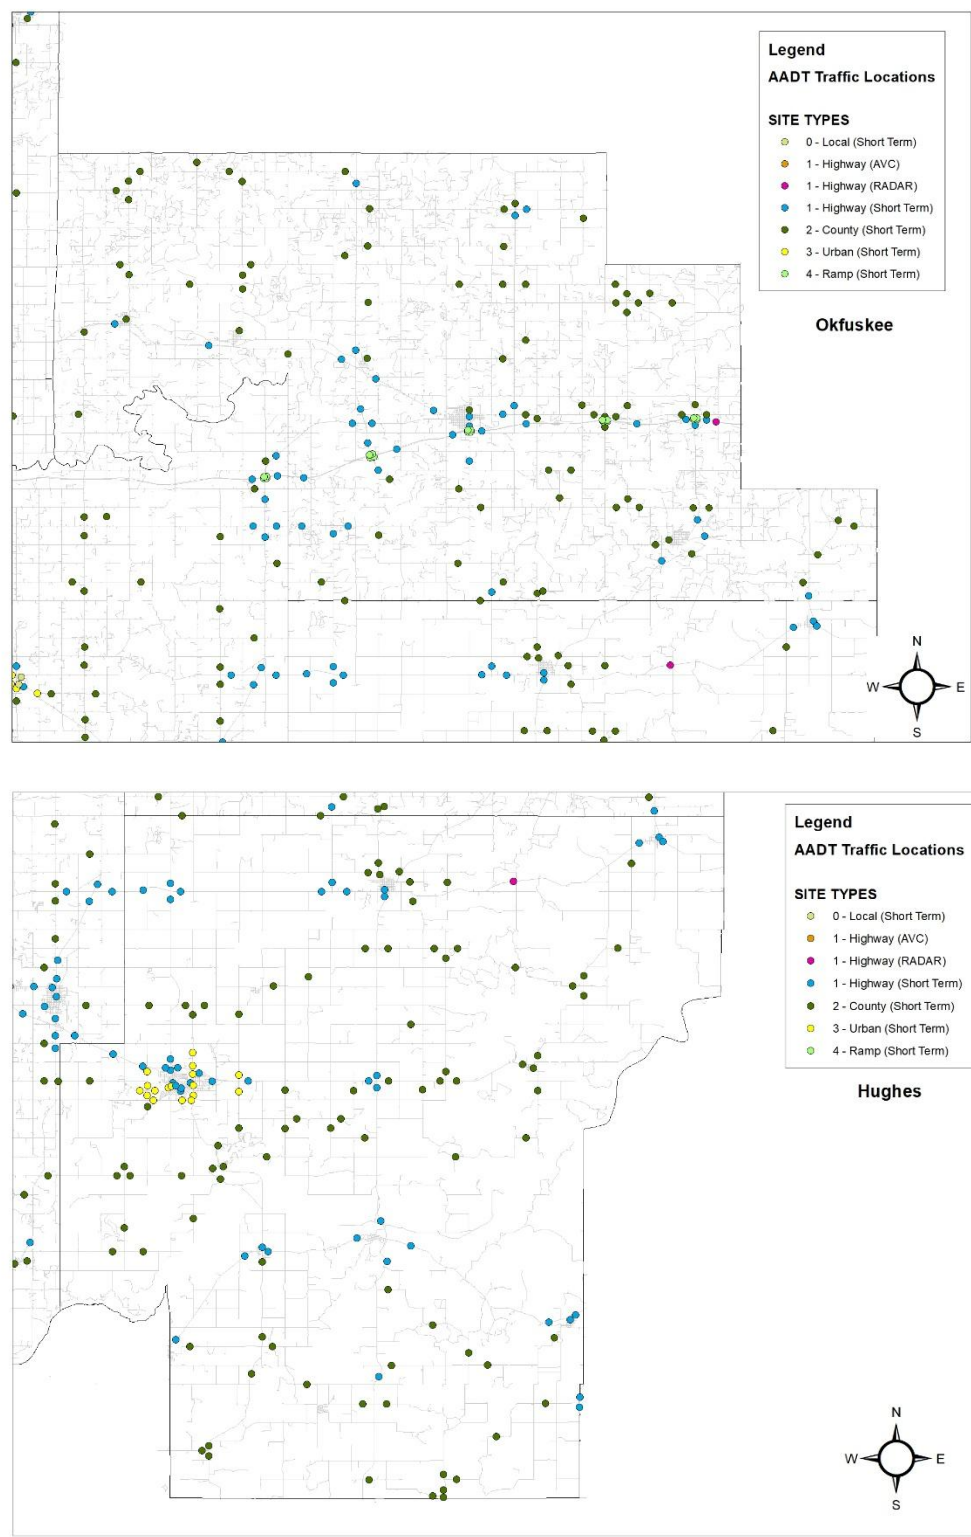 Legend
AADT Traffic Locations
SITE TYPES
0 - Local (Short Term)
1 - Highway (AVC)
1 - Highway (RADAR)
1 - Highway (Short Term)
2 - County (Short Term)
3 - Urban (Short Term)
4 - Ramp (Short Term)
Okfuskee
N
W E
S
Legend
AADT Traffic Locations
SITE TYPES
0 - Local (Short Term)
1 - Highway (AVC)
1 - Highway (RADAR)
1 - Highway (Short Term)
2 - County (Short Term)
3 - Urban (Short Term)
4 - Ramp (Short Term)
Hughes
N
W E
S